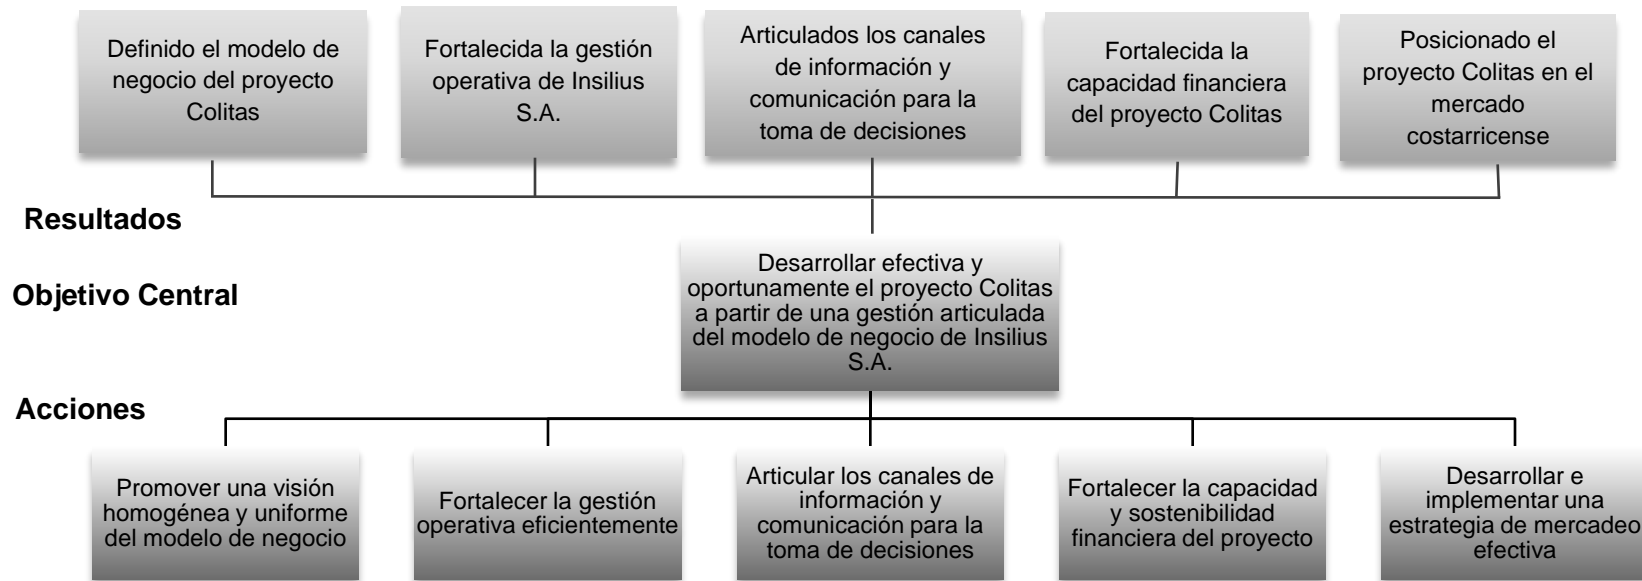 Definido el modelo de
negocio del proyecto
Colitas
Fortalecida la gestión
operativa de Insilius
S.A.
Articulados los canales
de información y
comunicación para la
toma de decisiones
Fortalecida la
capacidad financiera
del proyecto Colitas
Posicionado el
proyecto Colitas en el
mercado
costarricense
Resultados
Objetivo Central
Desarrollar efectiva y
oportunamente el proyecto Colitas
a partir de una gestión articulada
del modelo de negocio de Insilius
S.A.
Acciones
Promover una visión
homogénea y uniforme
del modelo de negocio
Fortalecer la gestión
operativa eficientemente
Articular los canales de
información y
comunicación para la
toma de decisiones
Fortalecer la capacidad
y sostenibilidad
financiera del proyecto
Desarrollar e
implementar una
estrategia de mercadeo
efectiva